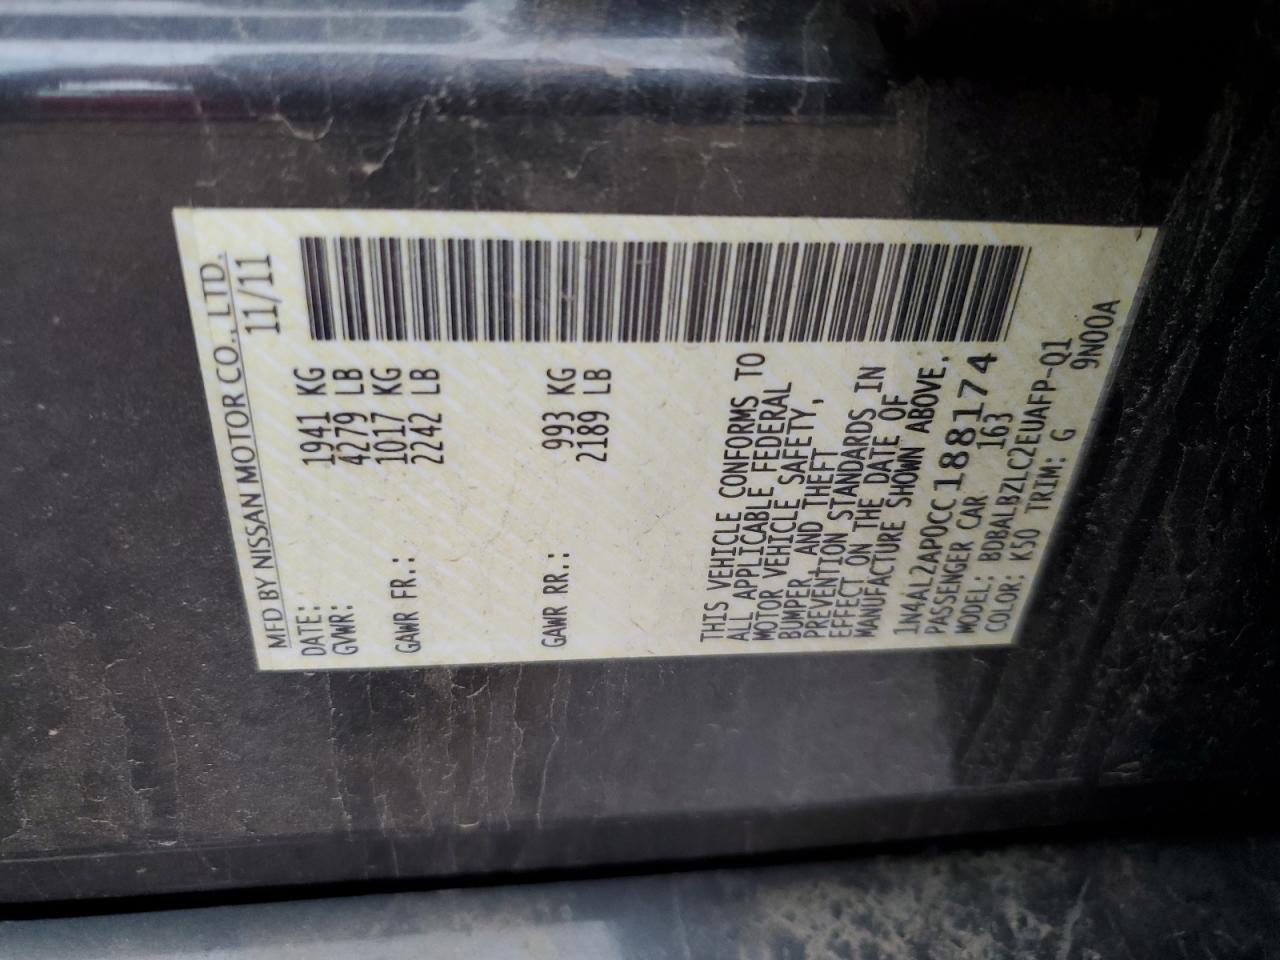 MFD BY NISSAN MOTOR CO., LTD.
DATE: 11/11
GVWR: 1941 KG
4279 LB
GAWR FR.: 1017 KG
2242 LB
GAWR RR.: 993 KG
2189 LB
THIS VEHICLE CONFORMS TO
ALL APPLICABLE FEDERAL
MOTOR VEHICLE SAFETY,
BUMPER, AND THEFT
PREVENTION STANDARDS IN
EFFECT ON THE DATE OF
MANUFACTURE SHOWN ABOVE.
1N4AL2AP0CC188174
PASSENGER CAR 163
MODEL: BDBALBZLC2EUAFP-Q1
COLOR: K50 TRIM: G 9N00A